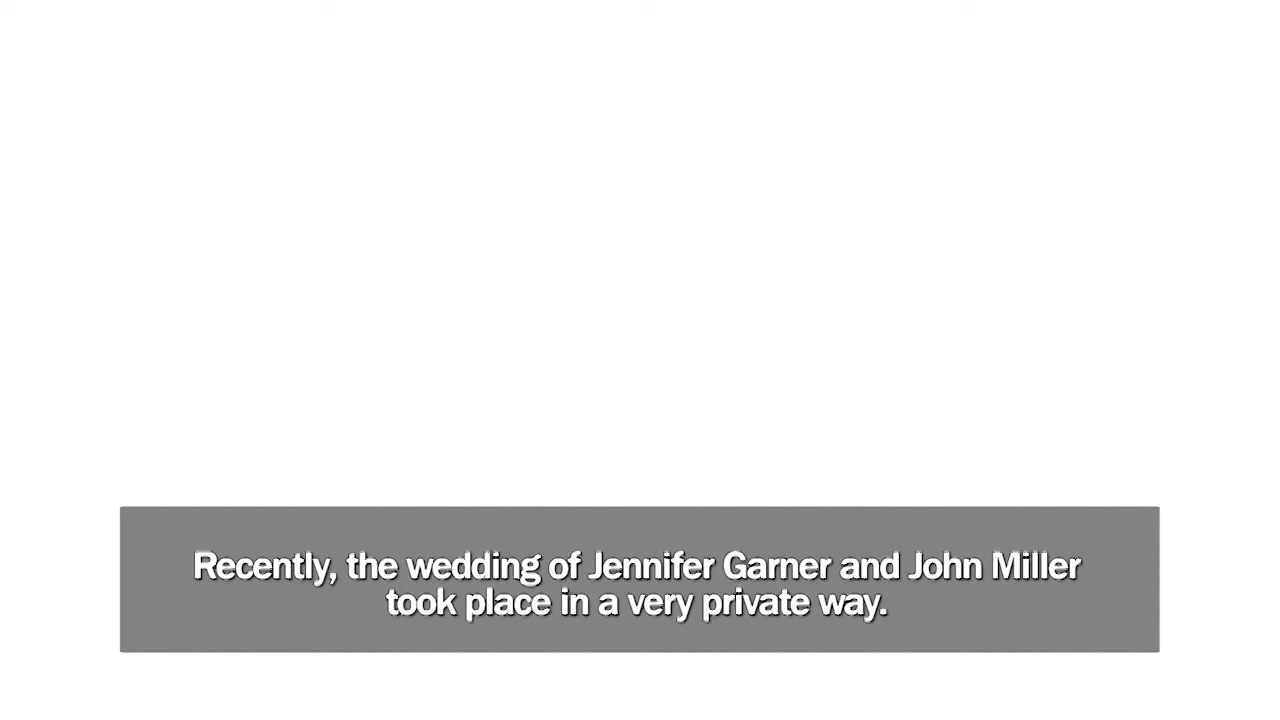 Recently, the wedding of Jennifer Garner and John Miller
took place in a very private way.